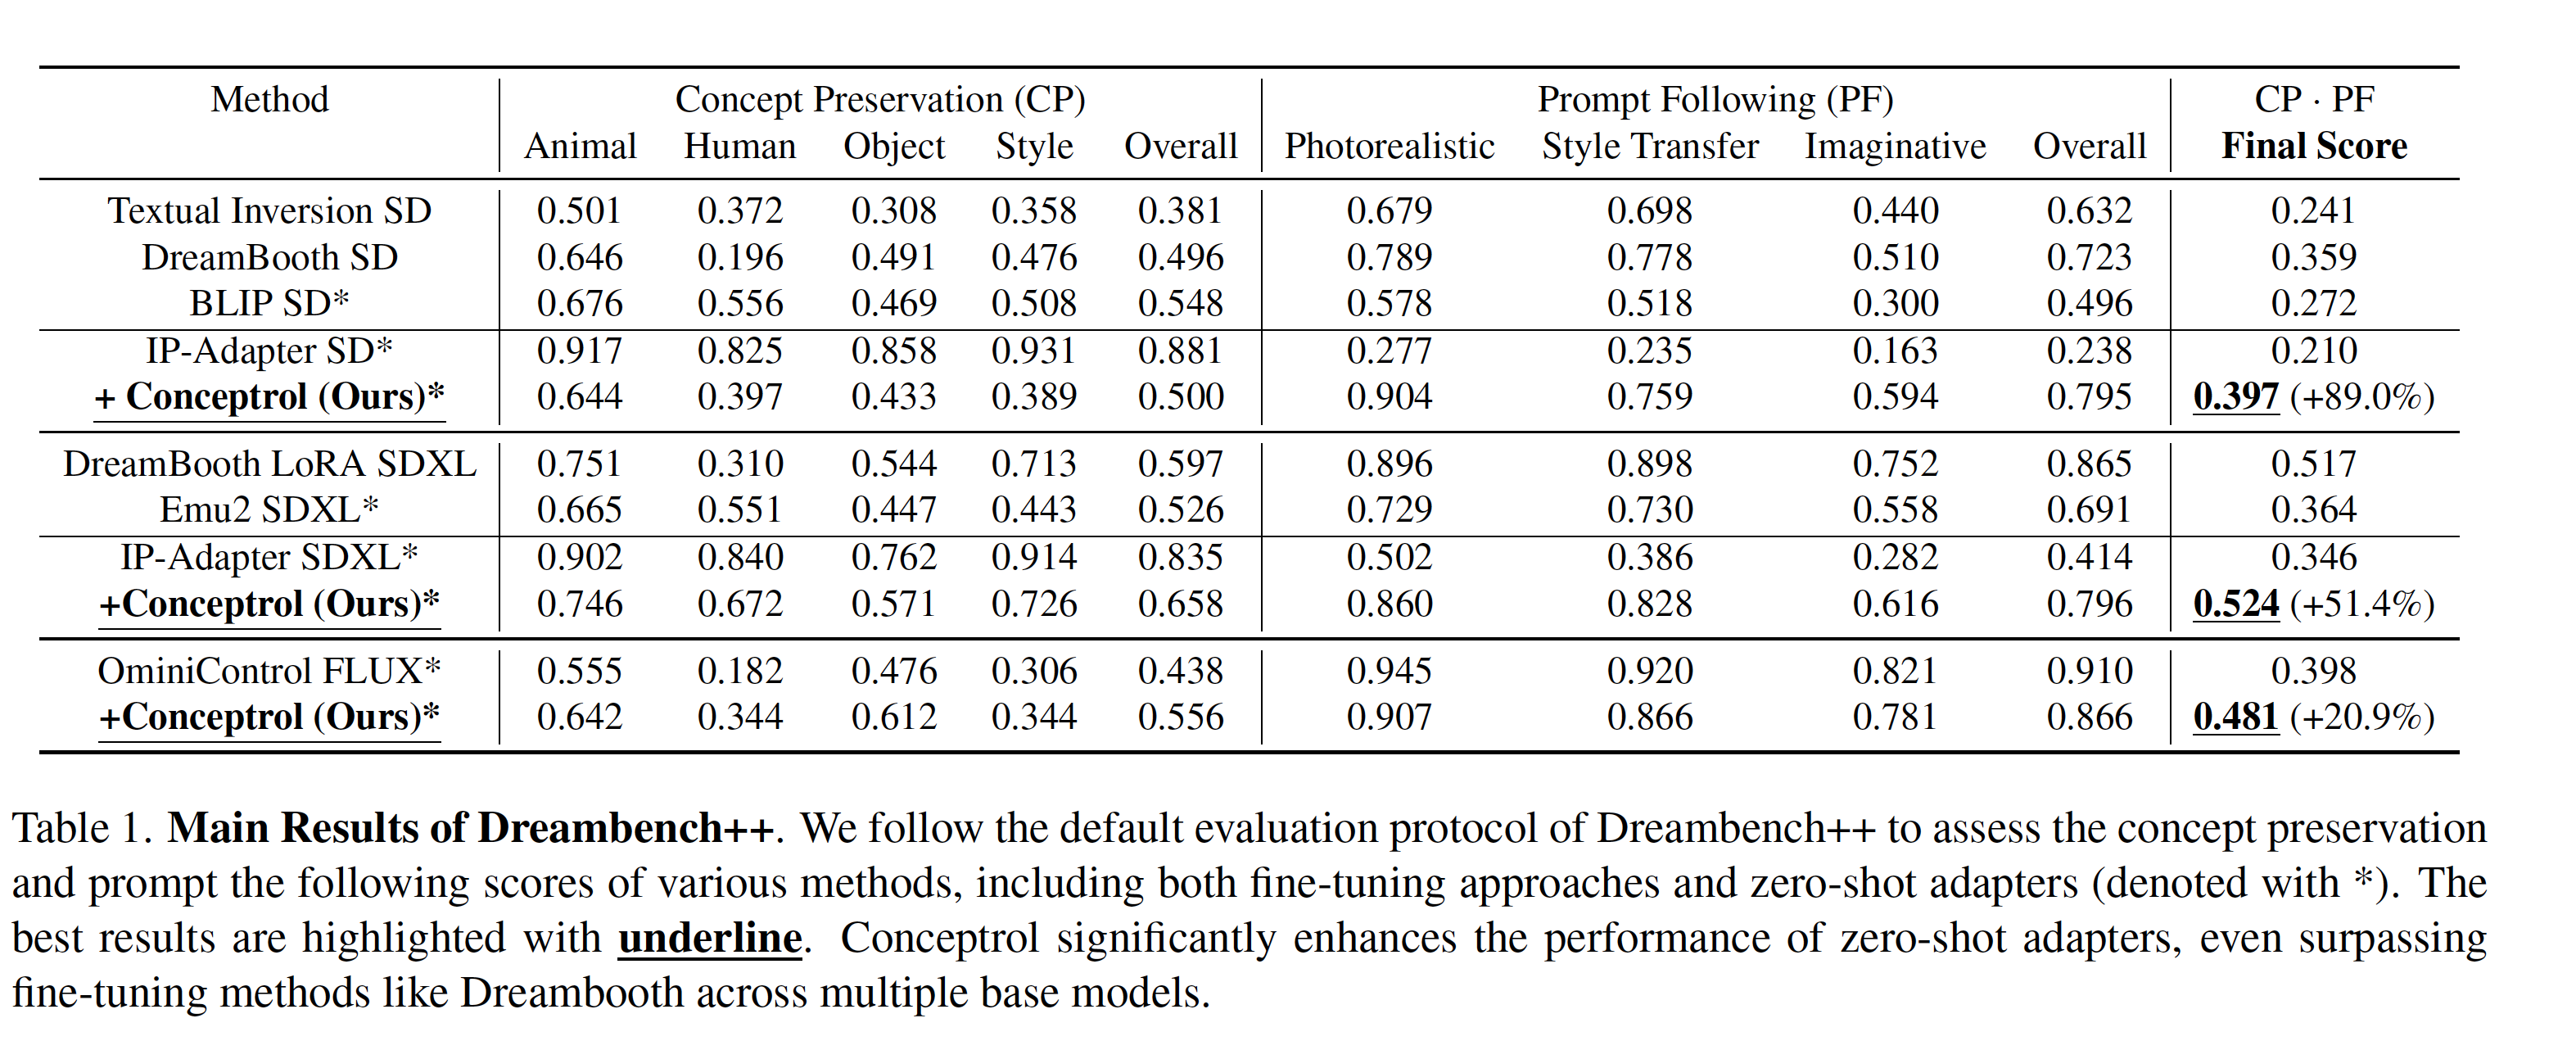 Method Concept Preservation (CP) Prompt Following (PF) CP · PF
Animal Human Object Style Overall Photorealistic Style Transfer Imaginative Overall Final Score
Textual Inversion SD 0.501 0.372 0.308 0.358 0.381 0.679 0.698 0.440 0.632 0.241
DreamBooth SD 0.646 0.196 0.491 0.476 0.496 0.789 0.778 0.510 0.723 0.359
BLIP SD* 0.676 0.556 0.469 0.508 0.548 0.578 0.518 0.300 0.496 0.272
IP-Adapter SD* 0.917 0.825 0.858 0.931 0.881 0.277 0.235 0.163 0.238 0.210
+ Conceptrol (Ours)* 0.644 0.397 0.433 0.389 0.500 0.904 0.759 0.594 0.795 0.397 (+89.0%)
DreamBooth LoRA SDXL 0.751 0.310 0.544 0.713 0.597 0.896 0.898 0.752 0.865 0.517
Emu2 SDXL* 0.665 0.551 0.447 0.443 0.526 0.729 0.730 0.558 0.691 0.364
IP-Adapter SDXL* 0.902 0.840 0.762 0.914 0.835 0.502 0.386 0.282 0.414 0.346
+Conceptrol (Ours)* 0.746 0.672 0.571 0.726 0.658 0.860 0.828 0.616 0.796 0.524 (+51.4%)
OminiControl FLUX* 0.555 0.182 0.476 0.306 0.438 0.945 0.920 0.821 0.910 0.398
+Conceptrol (Ours)* 0.642 0.344 0.612 0.344 0.556 0.907 0.866 0.781 0.866 0.481 (+20.9%)
Table 1. Main Results of Dreambench++. We follow the default evaluation protocol of Dreambench++ to assess the concept preservation
and prompt the following scores of various methods, including both fine-tuning approaches and zero-shot adapters (denoted with *). The
best results are highlighted with underline. Conceptrol significantly enhances the performance of zero-shot adapters, even surpassing
fine-tuning methods like Dreambooth across multiple base models.